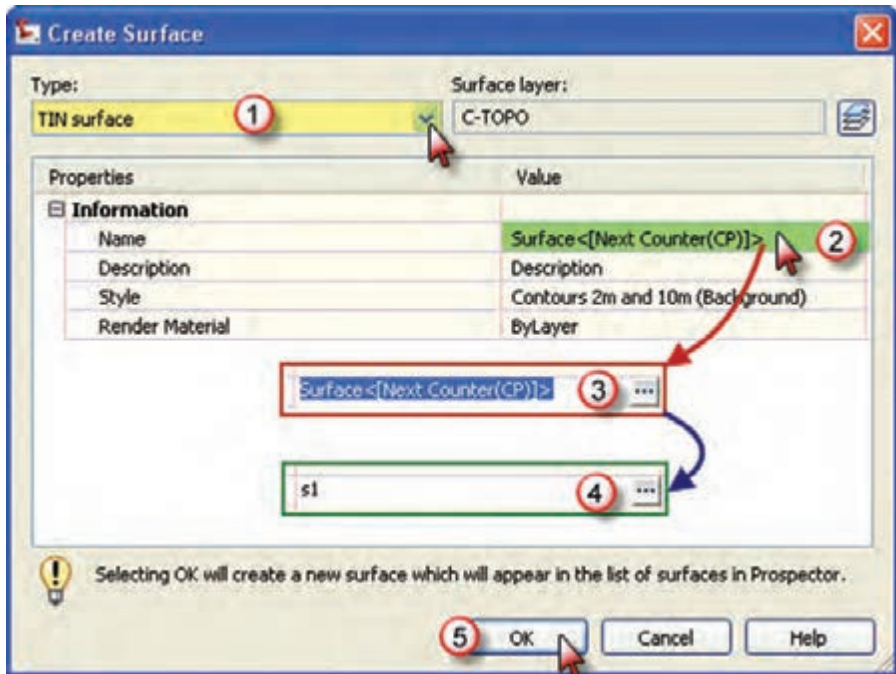 Create Surface
Type:
Surface layer:
TIN surface
1
C-TOPO
Properties
Value
Information
Name
Surface<[Next Counter(CP)]>
2
Description
Description
Style
Contours 2m and 10m (Background)
Render Material
ByLayer
Surface<[Next Counter(CP)]>
3
...
s1
4
...
Selecting OK will create a new surface which will appear in the list of surfaces in Prospector.
5
OK
Cancel
Help